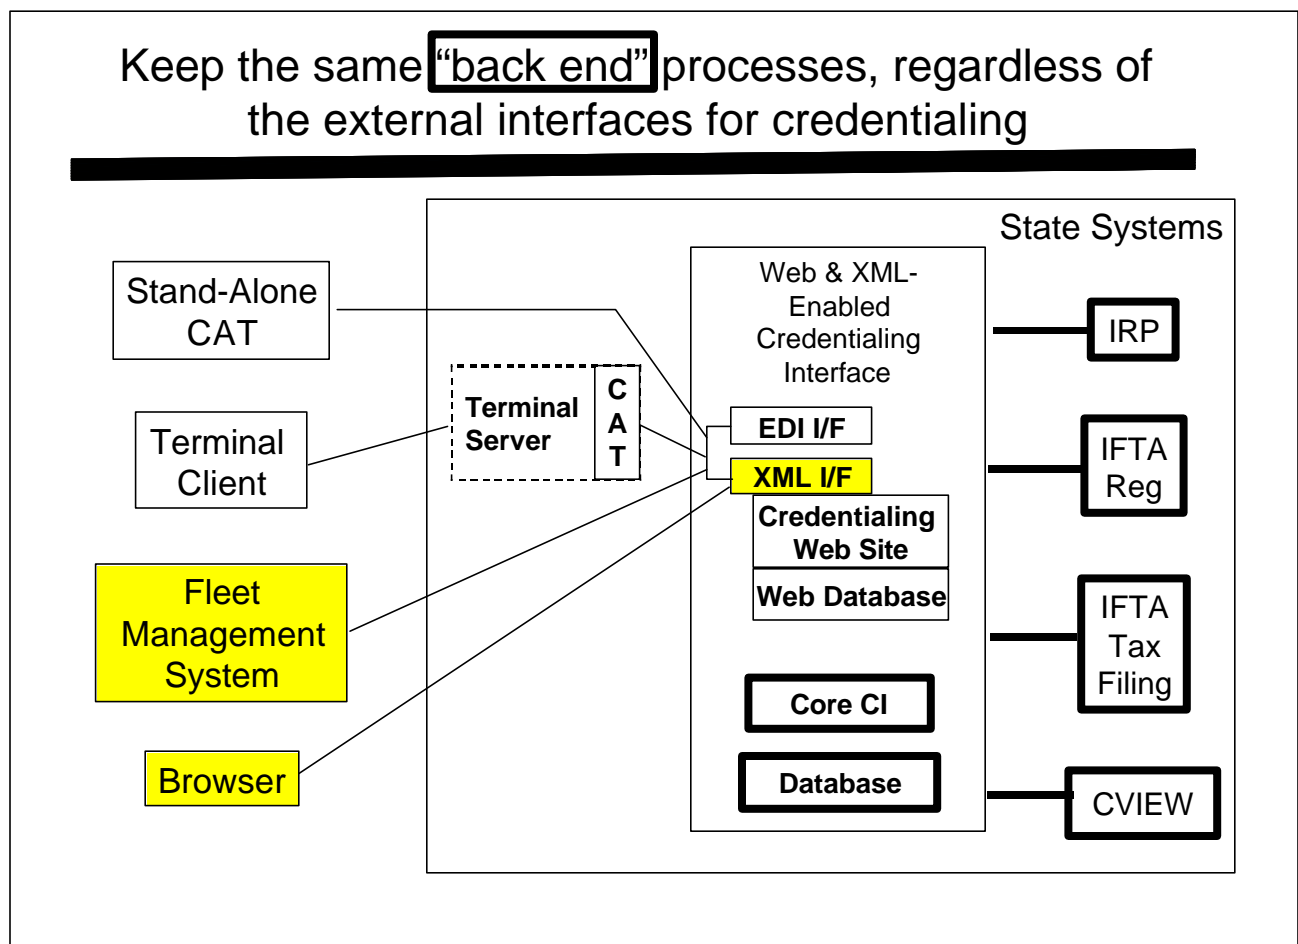 Keep the same “back end” processes, regardless of
the external interfaces for credentialing
State Systems
Stand-Alone
CAT
Terminal
Client
Fleet
Management
System
Browser
Terminal
Server
C
A
T
Web & XML-
Enabled
Credentialing
Interface
EDI I/F
XML I/F
Credentialing
Web Site
Web Database
Core CI
Database
IRP
IFTA
Reg
IFTA
Tax
Filing
CVIEW